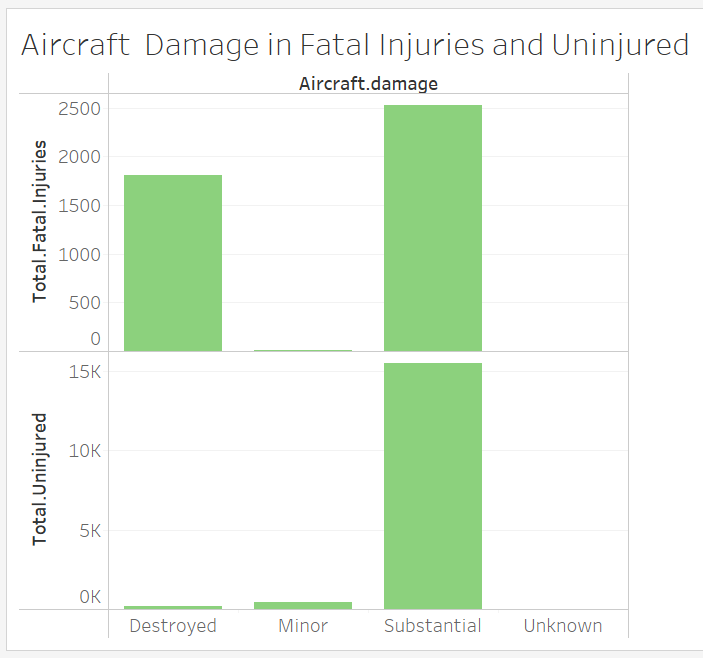 Aircraft  Damage in Fatal Injuries and Uninjured
Aircraft.damage
Total.Fatal.Injuries
2500
2000
1500
1000
500
0
Total.Uninjured
15K
10K
5K
0K
Destroyed
Minor
Substantial
Unknown